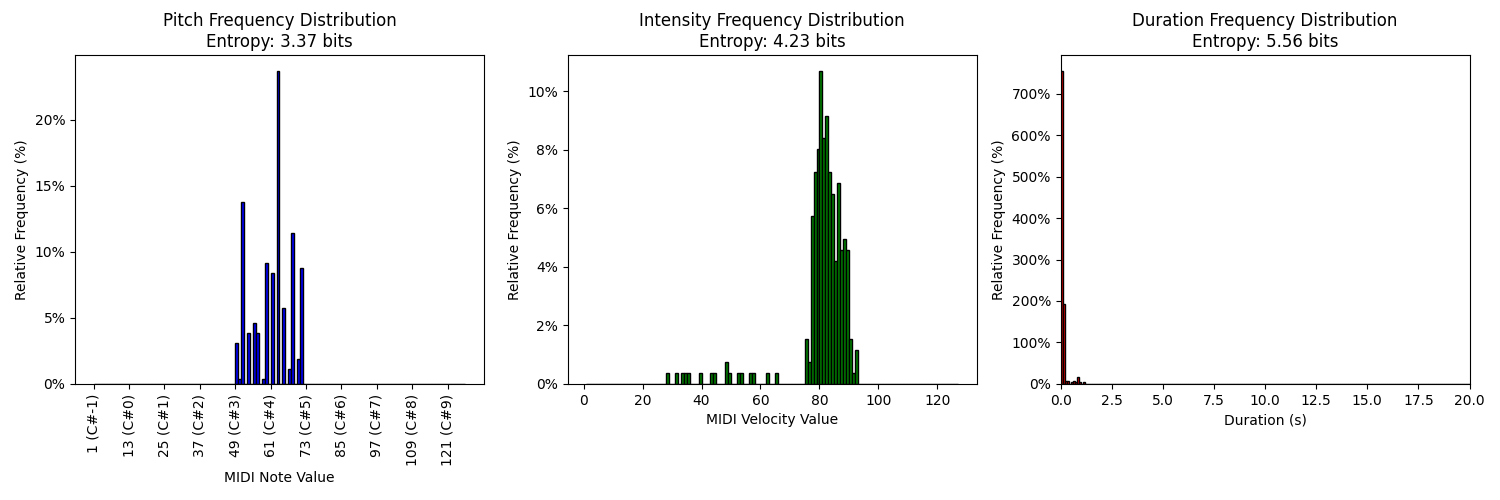 Pitch Frequency Distribution
Entropy: 3.37 bits
Relative Frequency (%)
20%
15%
10%
5%
0%
1 (C#-1)
13 (C#0)
25 (C#1)
37 (C#2)
49 (C#3)
61 (C#4)
73 (C#5)
85 (C#6)
97 (C#7)
109 (C#8)
121 (C#9)
MIDI Note Value
Intensity Frequency Distribution
Entropy: 4.23 bits
Relative Frequency (%)
10%
8%
6%
4%
2%
0%
0 20 40 60 80 100 120
MIDI Velocity Value
Duration Frequency Distribution
Entropy: 5.56 bits
Relative Frequency (%)
700%
600%
500%
400%
300%
200%
100%
0%
0.0 2.5 5.0 7.5 10.0 12.5 15.0 17.5 20.0
Duration (s)